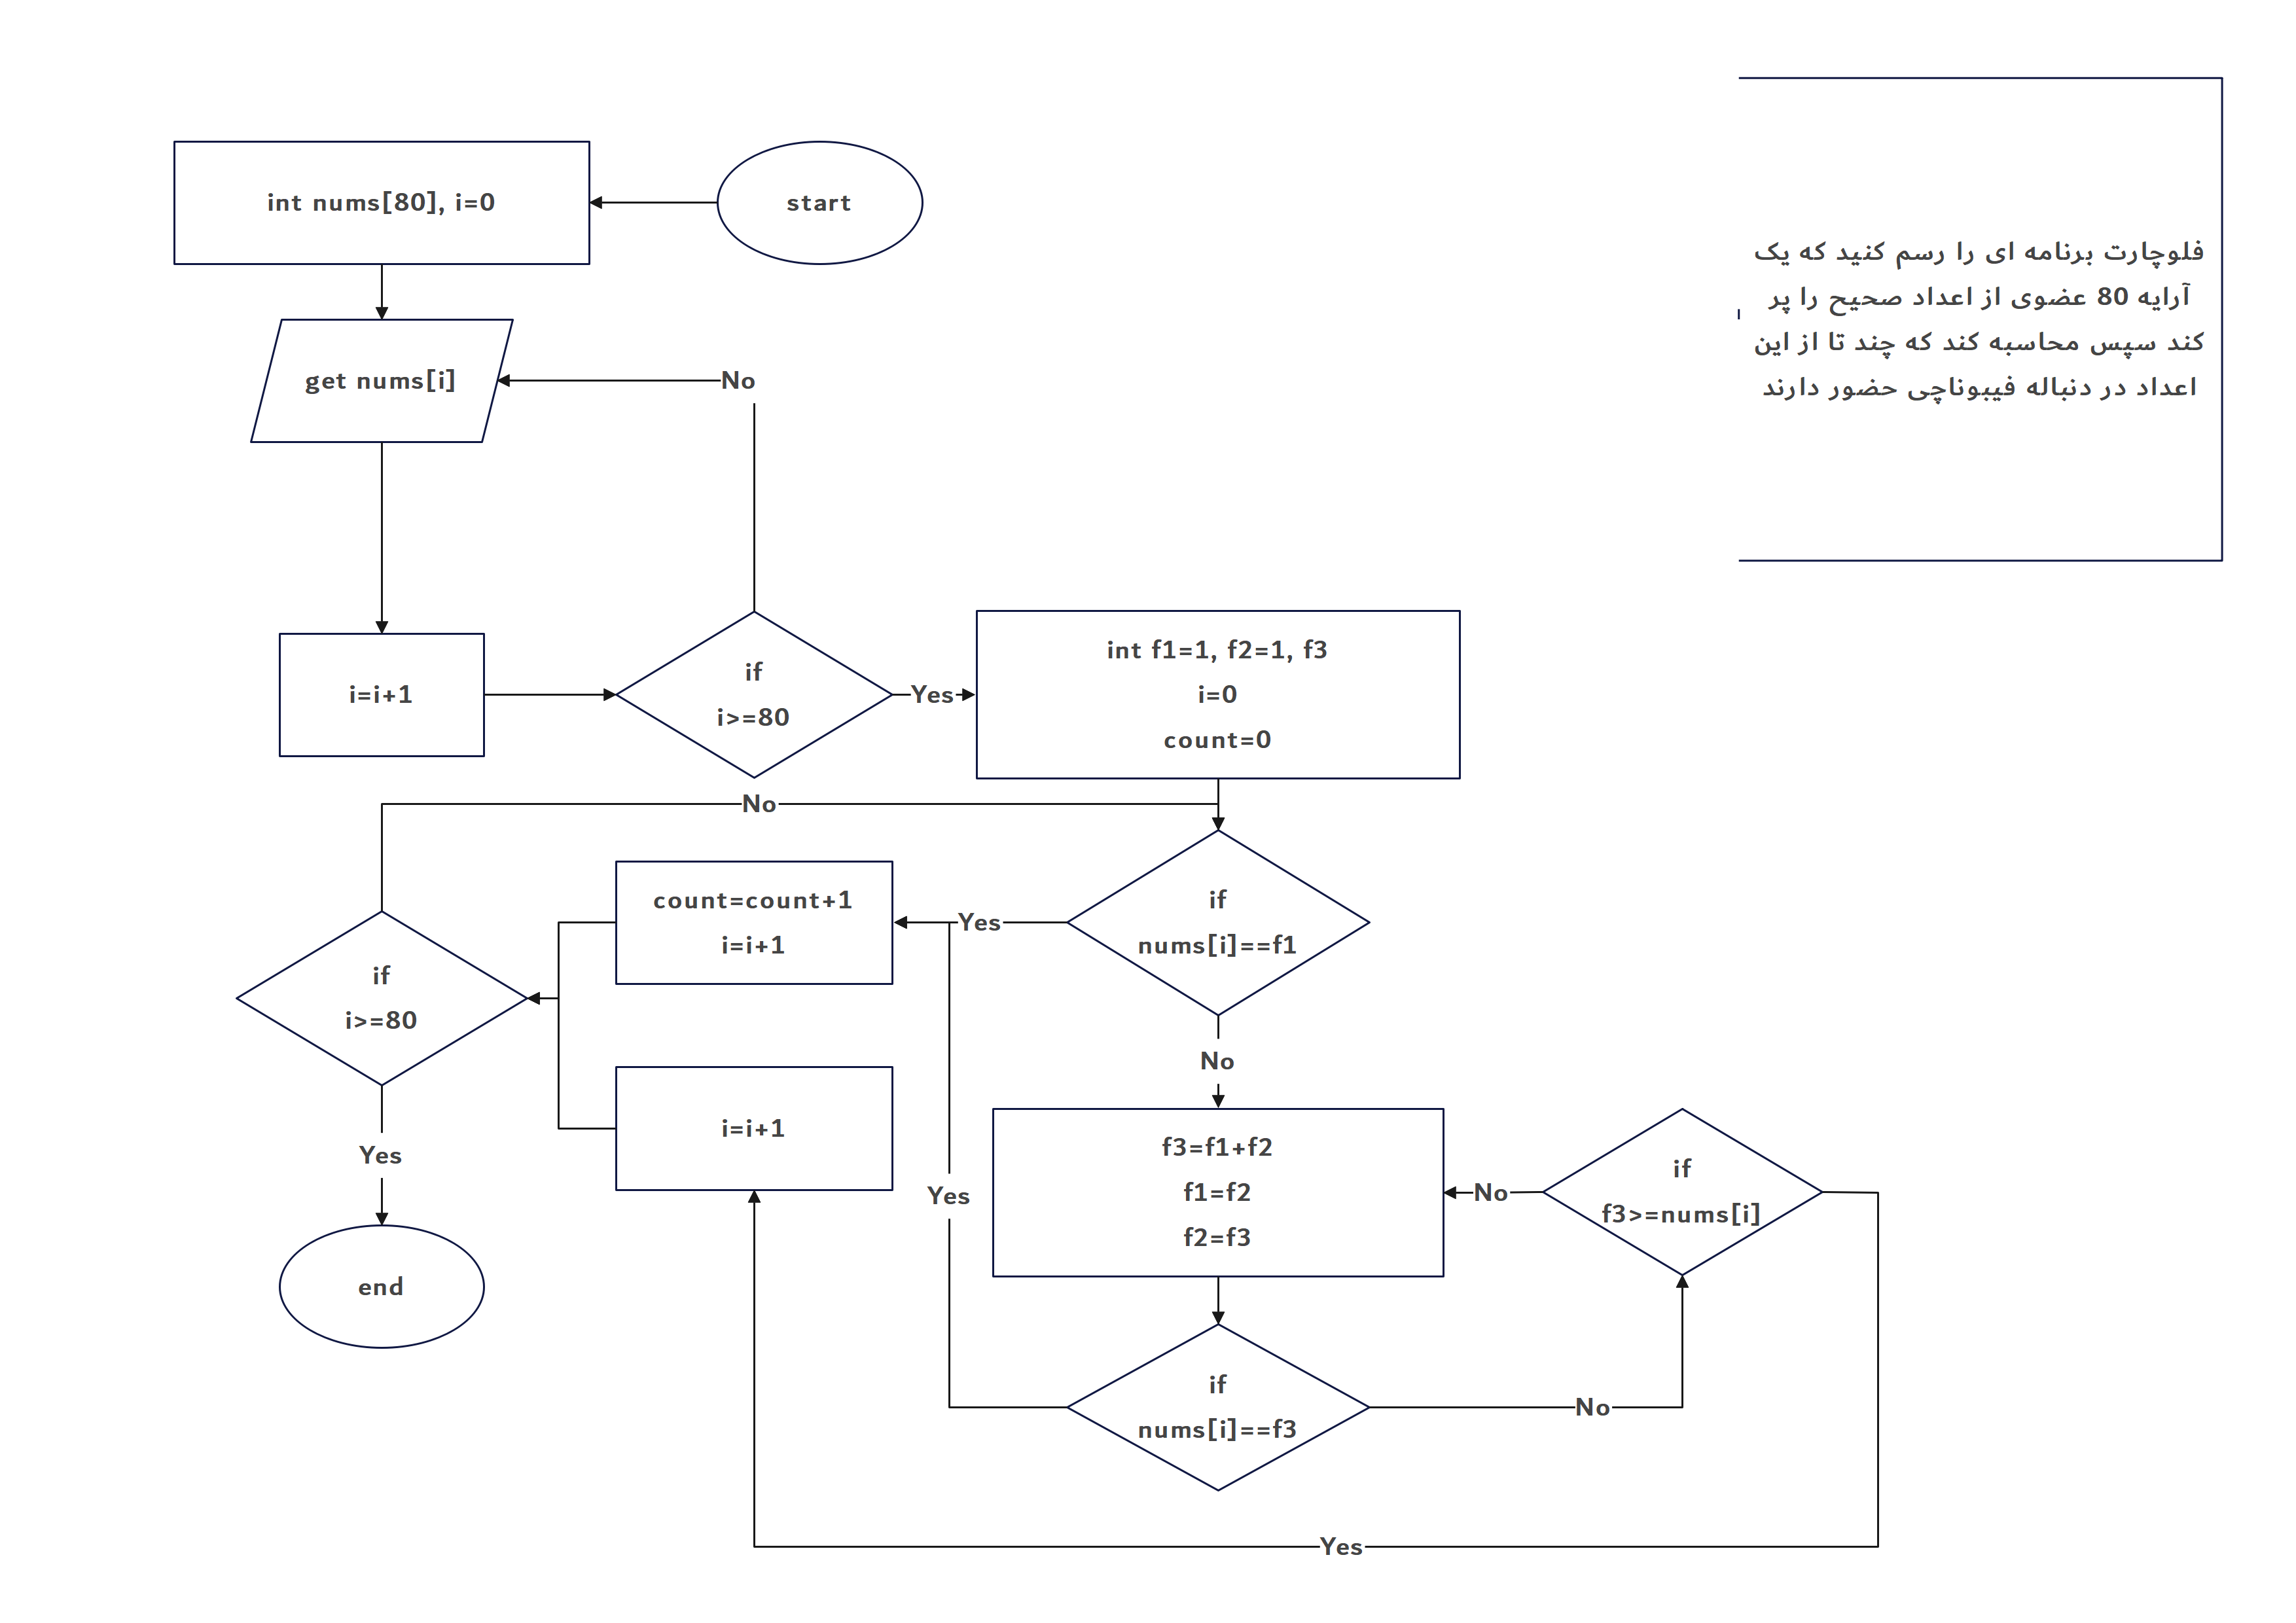 start
int nums[80], i=0
get nums[i]
No
i=i+1
if
i>=80
Yes
int f1=1, f2=1, f3
i=0
count=0
No
if
nums[i]==f1
Yes
count=count+1
i=i+1
if
i>=80
Yes
end
i=i+1
No
f3=f1+f2
f1=f2
f2=f3
Yes
if
nums[i]==f3
No
if
f3>=nums[i]
No
Yes
فلوچارت برنامه ای را رسم کنید که یک
آرایه 80 عضوی از اعداد صحیح را پر
کند سپس محاسبه کند که چند تا از این
اعداد در دنباله فیبوناچی حضور دارند